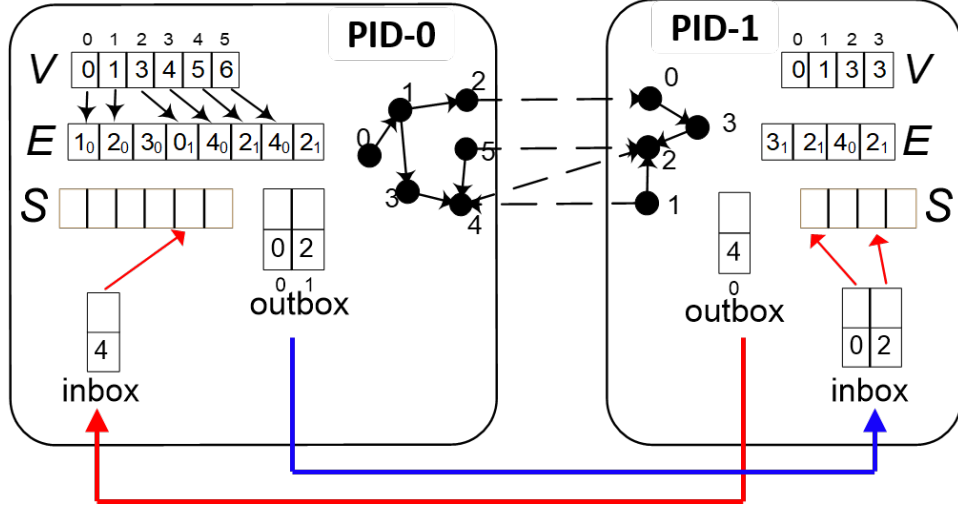 PID-0
0 1 2 3 4 5
V 0 1 3 4 5 6
E 1₀ 2₀ 3₀ 0₁ 4₀ 2₁ 4₀ 2₁
S
0 2
0 1
outbox
4
inbox
0
1
2
3
4
5
PID-1
0 1 2 3
0 1 3 3 V
3₁ 2₁ 4₀ 2₁ E
S
0
3
2
1
4
0
outbox
0 2
inbox